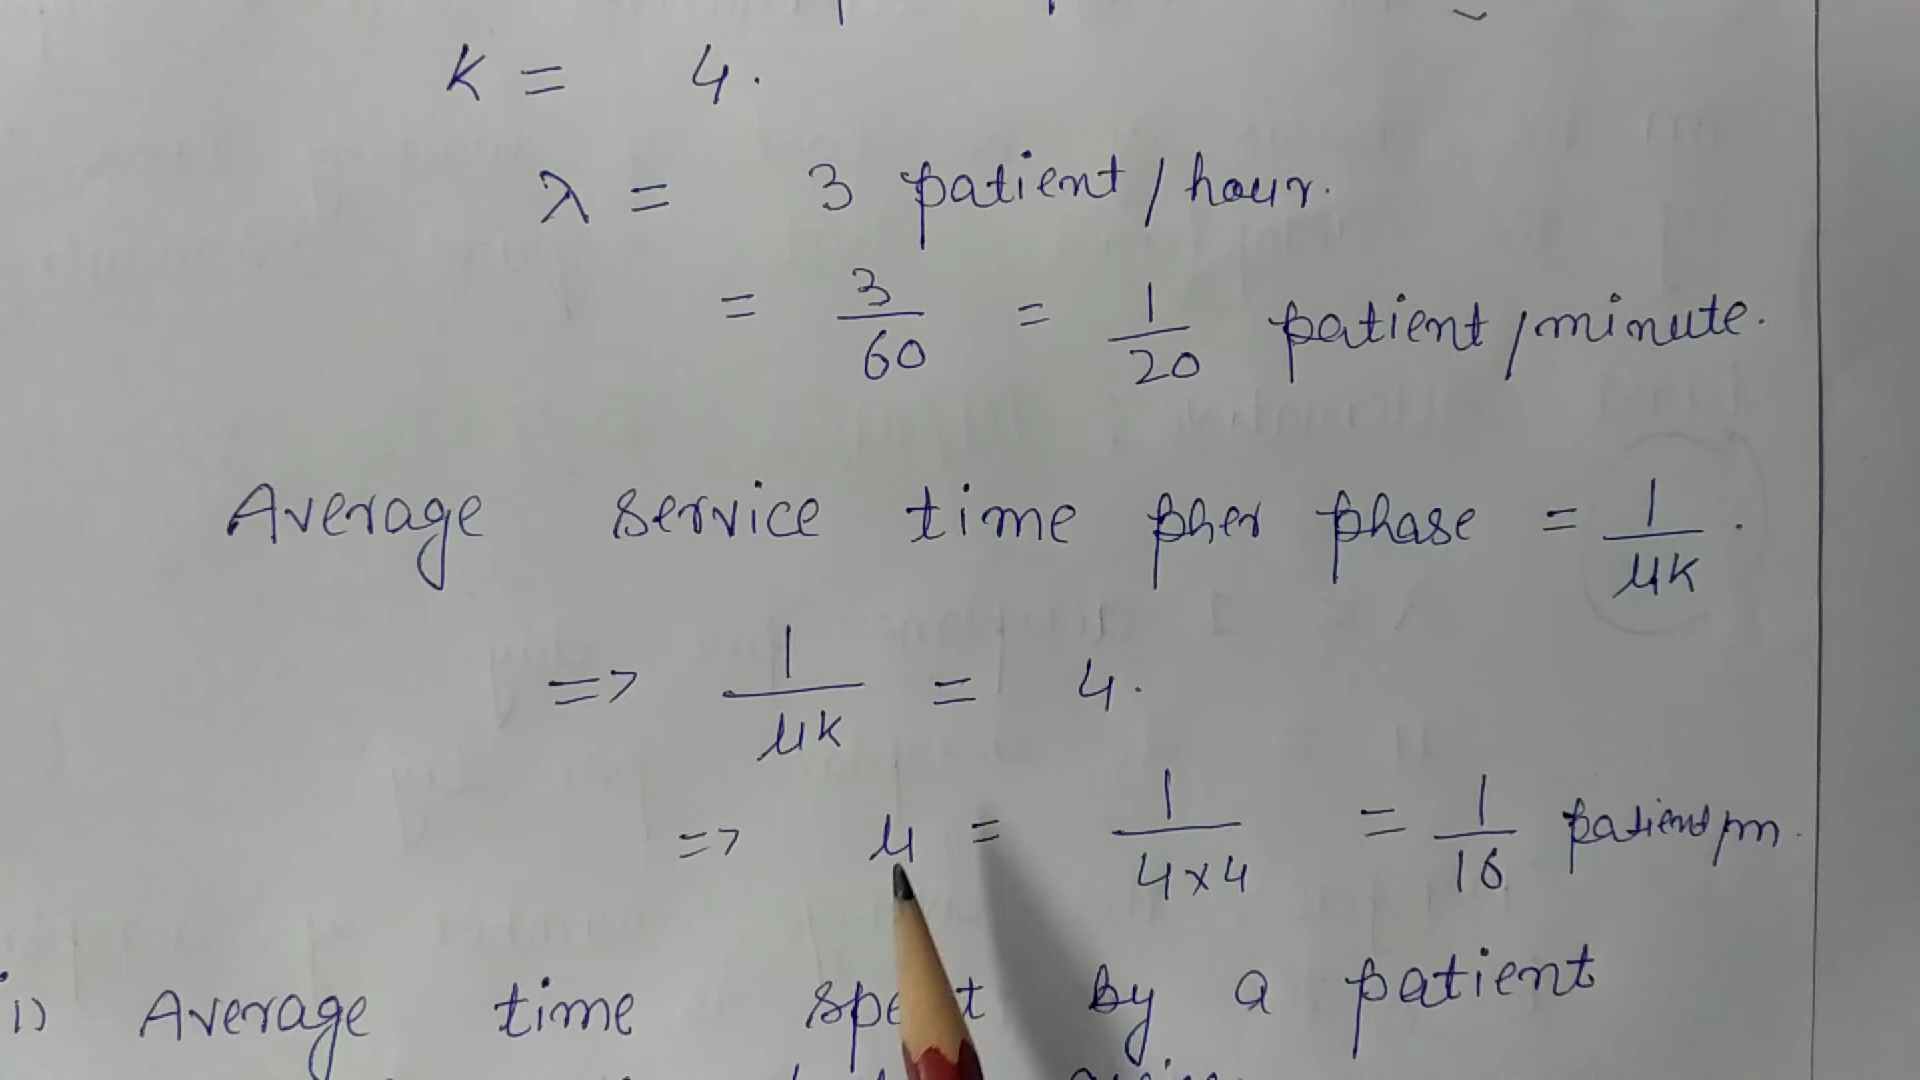 K = 4.
λ = 3 patient / hour.
= 3/60 = 1/20 patient / minute.
Average service time pher phase = 1/μK.
=> 1/μK = 4.
=> μ = 1/4×4 = 1/16 patient/m.
i) Average time by a patient